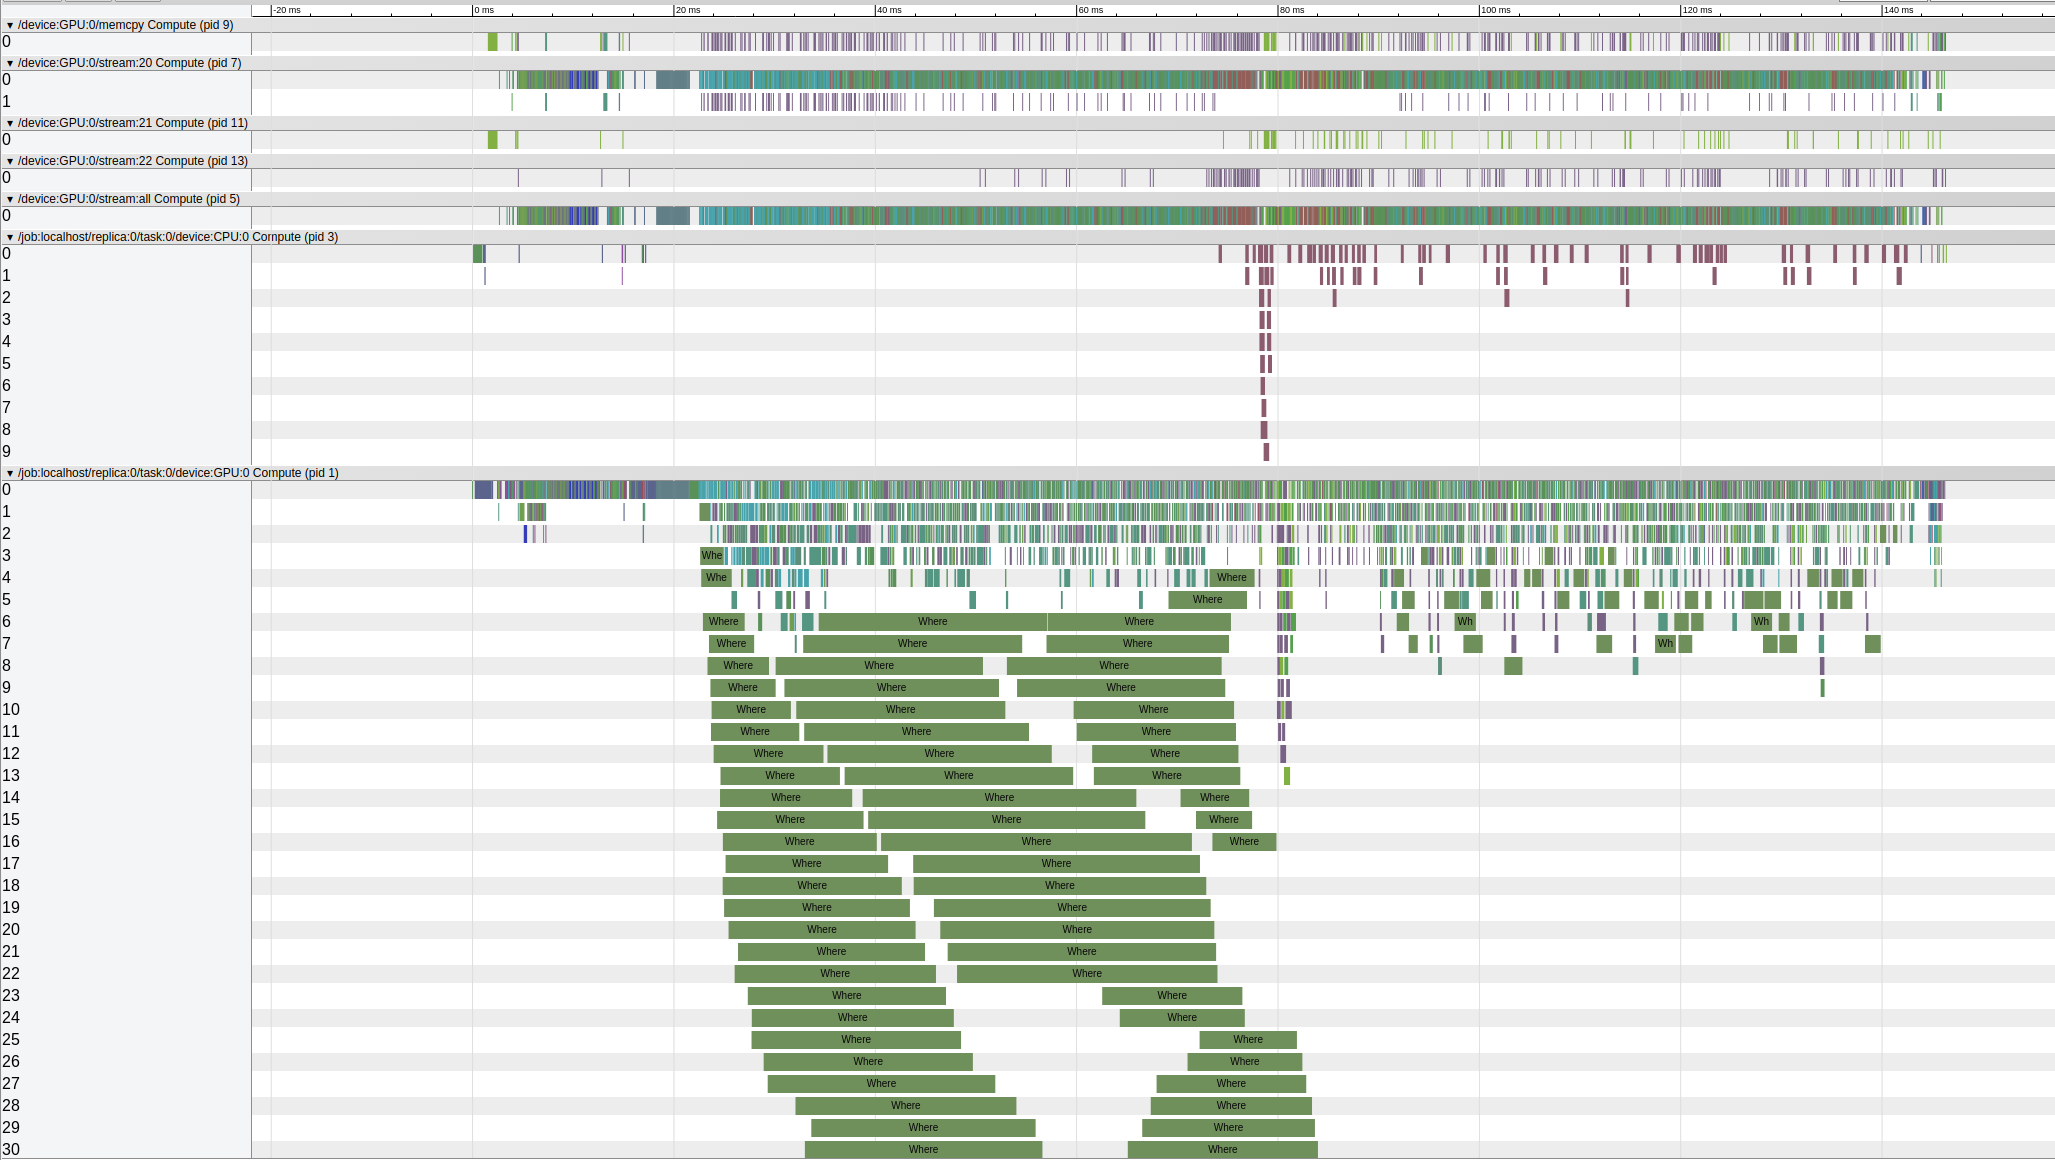 -20 ms 0 ms 20 ms 40 ms 60 ms 80 ms 100 ms 120 ms 140 ms
▼ /device:GPU:0/memcpy Compute (pid 9)
0
▼ /device:GPU:0/stream:20 Compute (pid 7)
0
1
▼ /device:GPU:0/stream:21 Compute (pid 11)
0
▼ /device:GPU:0/stream:22 Compute (pid 13)
0
▼ /device:GPU:0/stream:all Compute (pid 5)
0
▼ /job:localhost/replica:0/task:0/device:CPU:0 Compute (pid 3)
0
1
2
3
4
5
6
7
8
9
▼ /job:localhost/replica:0/task:0/device:GPU:0 Compute (pid 1)
0
1
2
3 Whe
4 Whe Where
5 Where
6 Where Where Where Wh Wh
7 Where Where Where Wh
8 Where Where Where
9 Where Where Where
10 Where Where Where
11 Where Where Where
12 Where Where Where
13 Where Where Where
14 Where Where Where
15 Where Where Where
16 Where Where Where
17 Where Where
18 Where Where
19 Where Where
20 Where Where
21 Where Where
22 Where Where
23 Where Where
24 Where Where
25 Where Where
26 Where Where
27 Where Where
28 Where Where
29 Where Where
30 Where Where